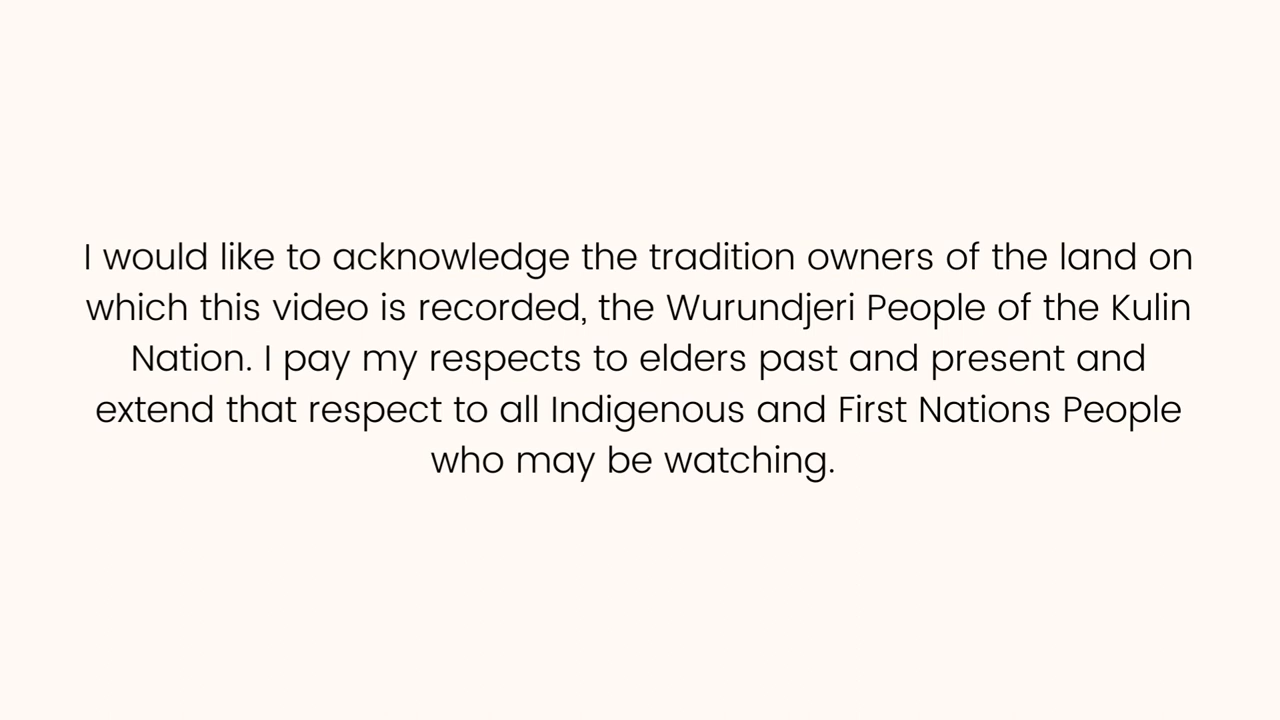 I would like to acknowledge the tradition owners of the land on
which this video is recorded, the Wurundjeri People of the Kulin
Nation. I pay my respects to elders past and present and
extend that respect to all Indigenous and First Nations People
who may be watching.